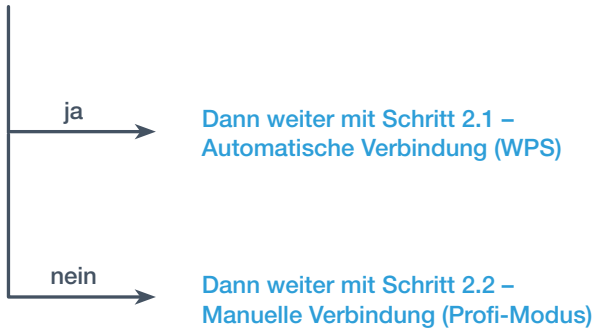 ja
Dann weiter mit Schritt 2.1 –
Automatische Verbindung (WPS)
nein
Dann weiter mit Schritt 2.2 –
Manuelle Verbindung (Profi-Modus)